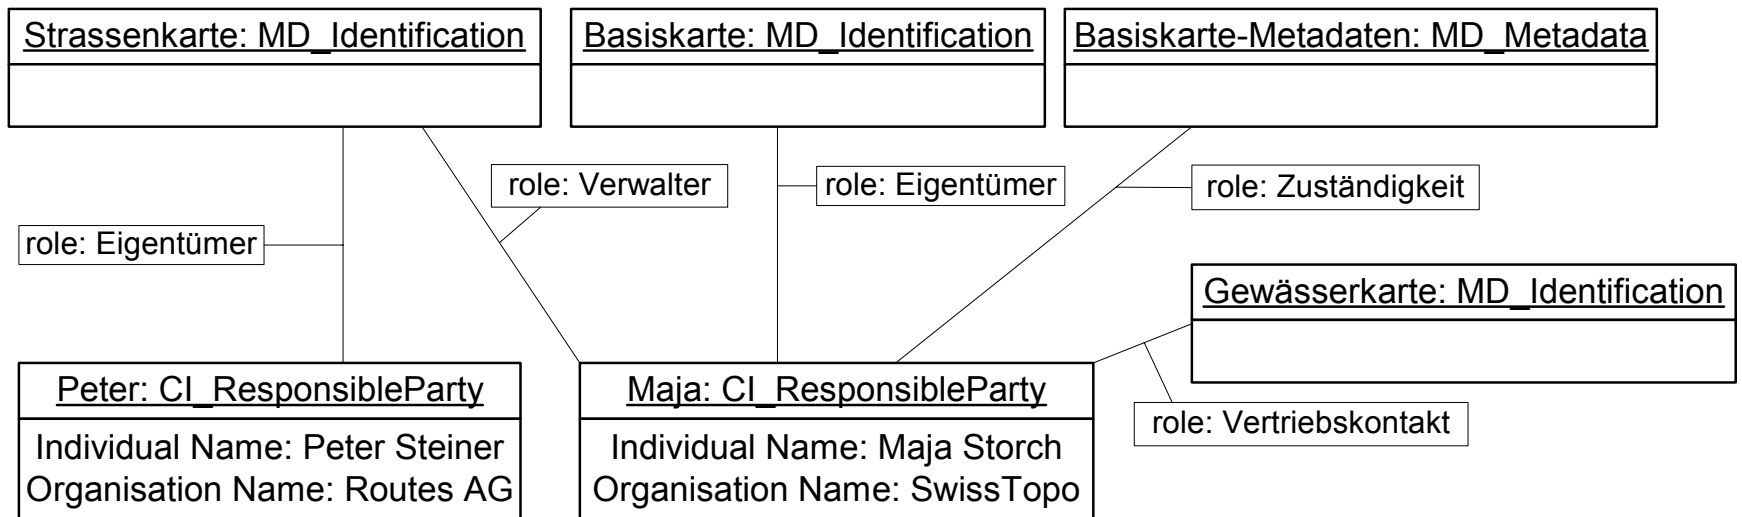 Strassenkarte: MD_Identification
Basiskarte: MD_Identification
Basiskarte-Metadaten: MD_Metadata
role: Verwalter
role: Eigentümer
role: Zuständigkeit
role: Eigentümer
Gewässerkarte: MD_Identification
Peter: CI_ResponsibleParty
Individual Name: Peter Steiner
Organisation Name: Routes AG
Maja: CI_ResponsibleParty
Individual Name: Maja Storch
Organisation Name: SwissTopo
role: Vertriebskontakt